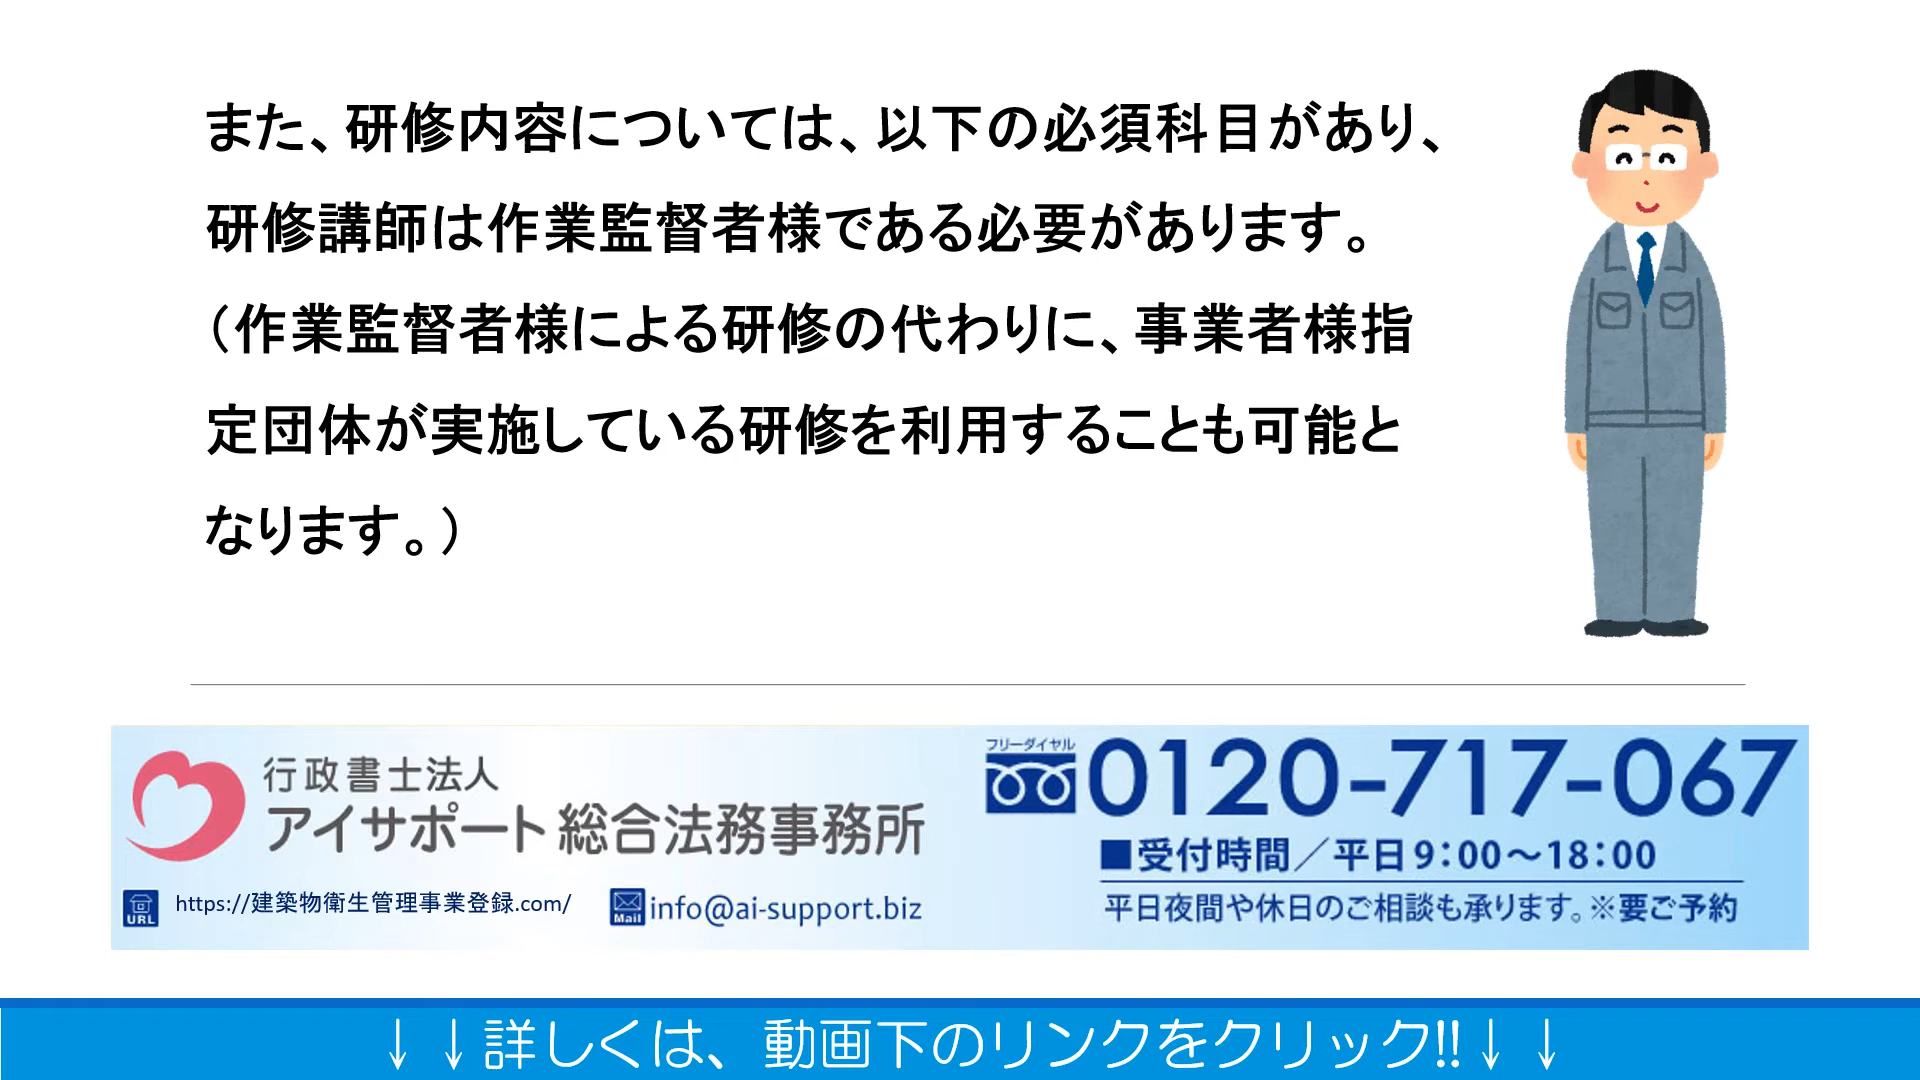 また、研修内容については、以下の必須科目があり、
研修講師は作業監督者様である必要があります。
（作業監督者様による研修の代わりに、事業者様指
定団体が実施している研修を利用することも可能と
なります。）
行政書士法人
アイサポート総合法務事務所
URL https://建築物衛生管理事業登録.com/
Mail info@ai-support.biz
フリーダイヤル
0120-717-067
■受付時間／平日9：00～18：00
平日夜間や休日のご相談も承ります。※要ご予約
↓↓詳しくは、動画下のリンクをクリック!!↓↓